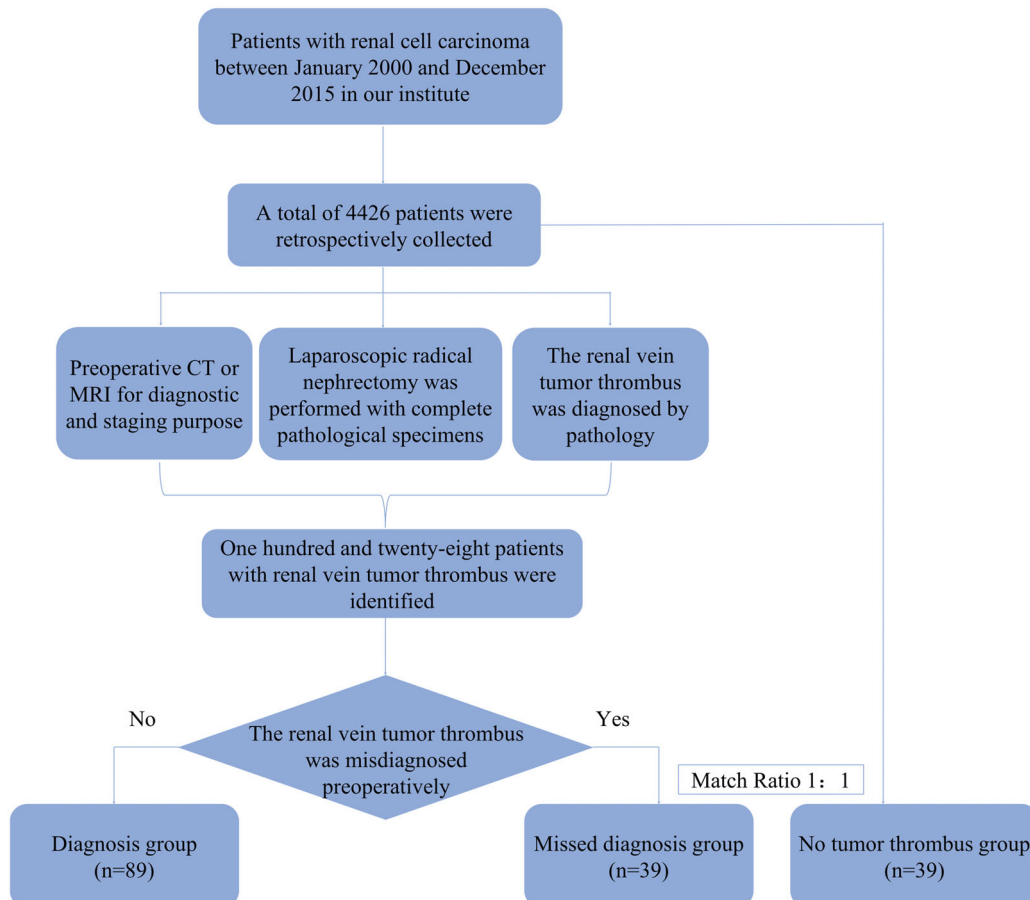 Patients with renal cell carcinoma
between January 2000 and December
2015 in our institute
A total of 4426 patients were
retrospectively collected
Preoperative CT or
MRI for diagnostic
and staging purpose
Laparoscopic radical
nephrectomy was
performed with complete
pathological specimens
The renal vein
tumor thrombus
was diagnosed by
pathology
One hundred and twenty-eight patients
with renal vein tumor thrombus were
identified
No
The renal vein tumor thrombus
was misdiagnosed
preoperatively
Yes
Match Ratio 1： 1
Diagnosis group
(n=89)
Missed diagnosis group
(n=39)
No tumor thrombus group
(n=39)